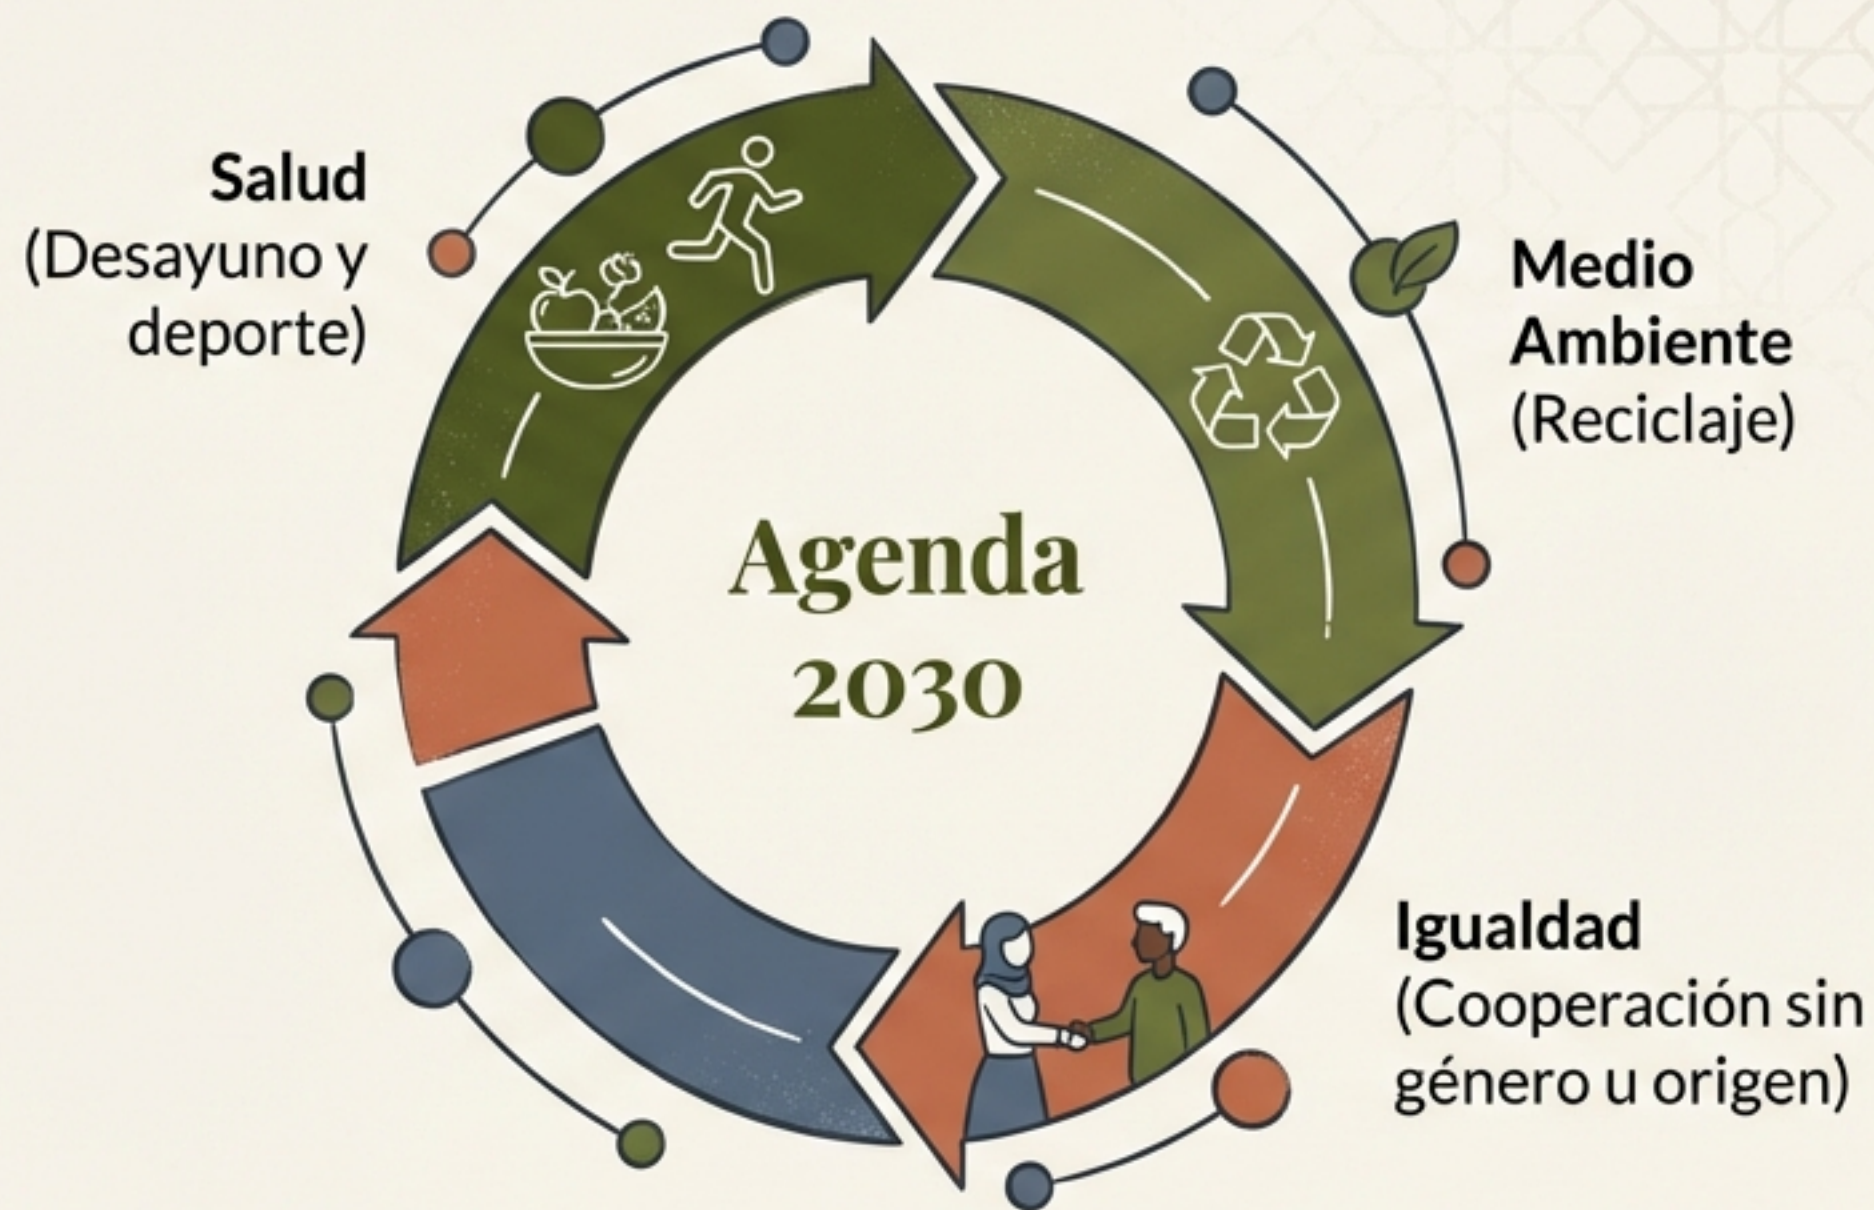 Salud
(Desayuno y
deporte)
Medio
Ambiente
(Reciclaje)
Agenda
2030
Igualdad
(Cooperación sin
género u origen)